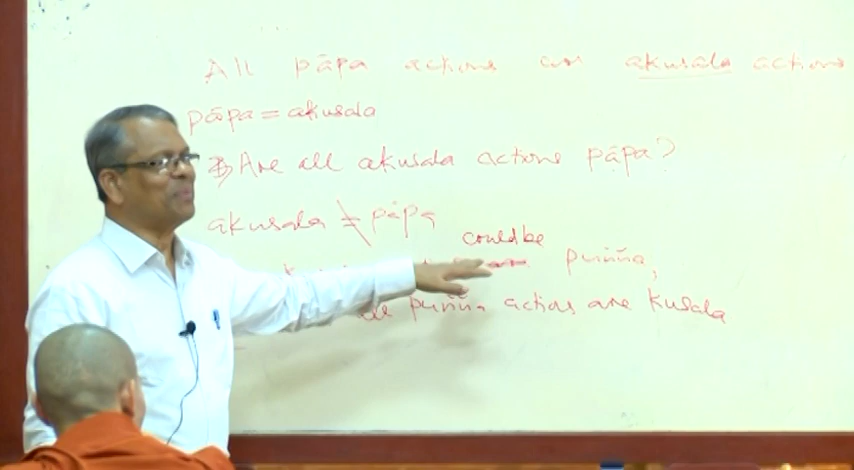 All pāpa actions are akusala actions
pāpa = akusala
Are all akusala actions pāpa?
akusala ≠ pāpa
could be
puñña,
puñña actions are kusala